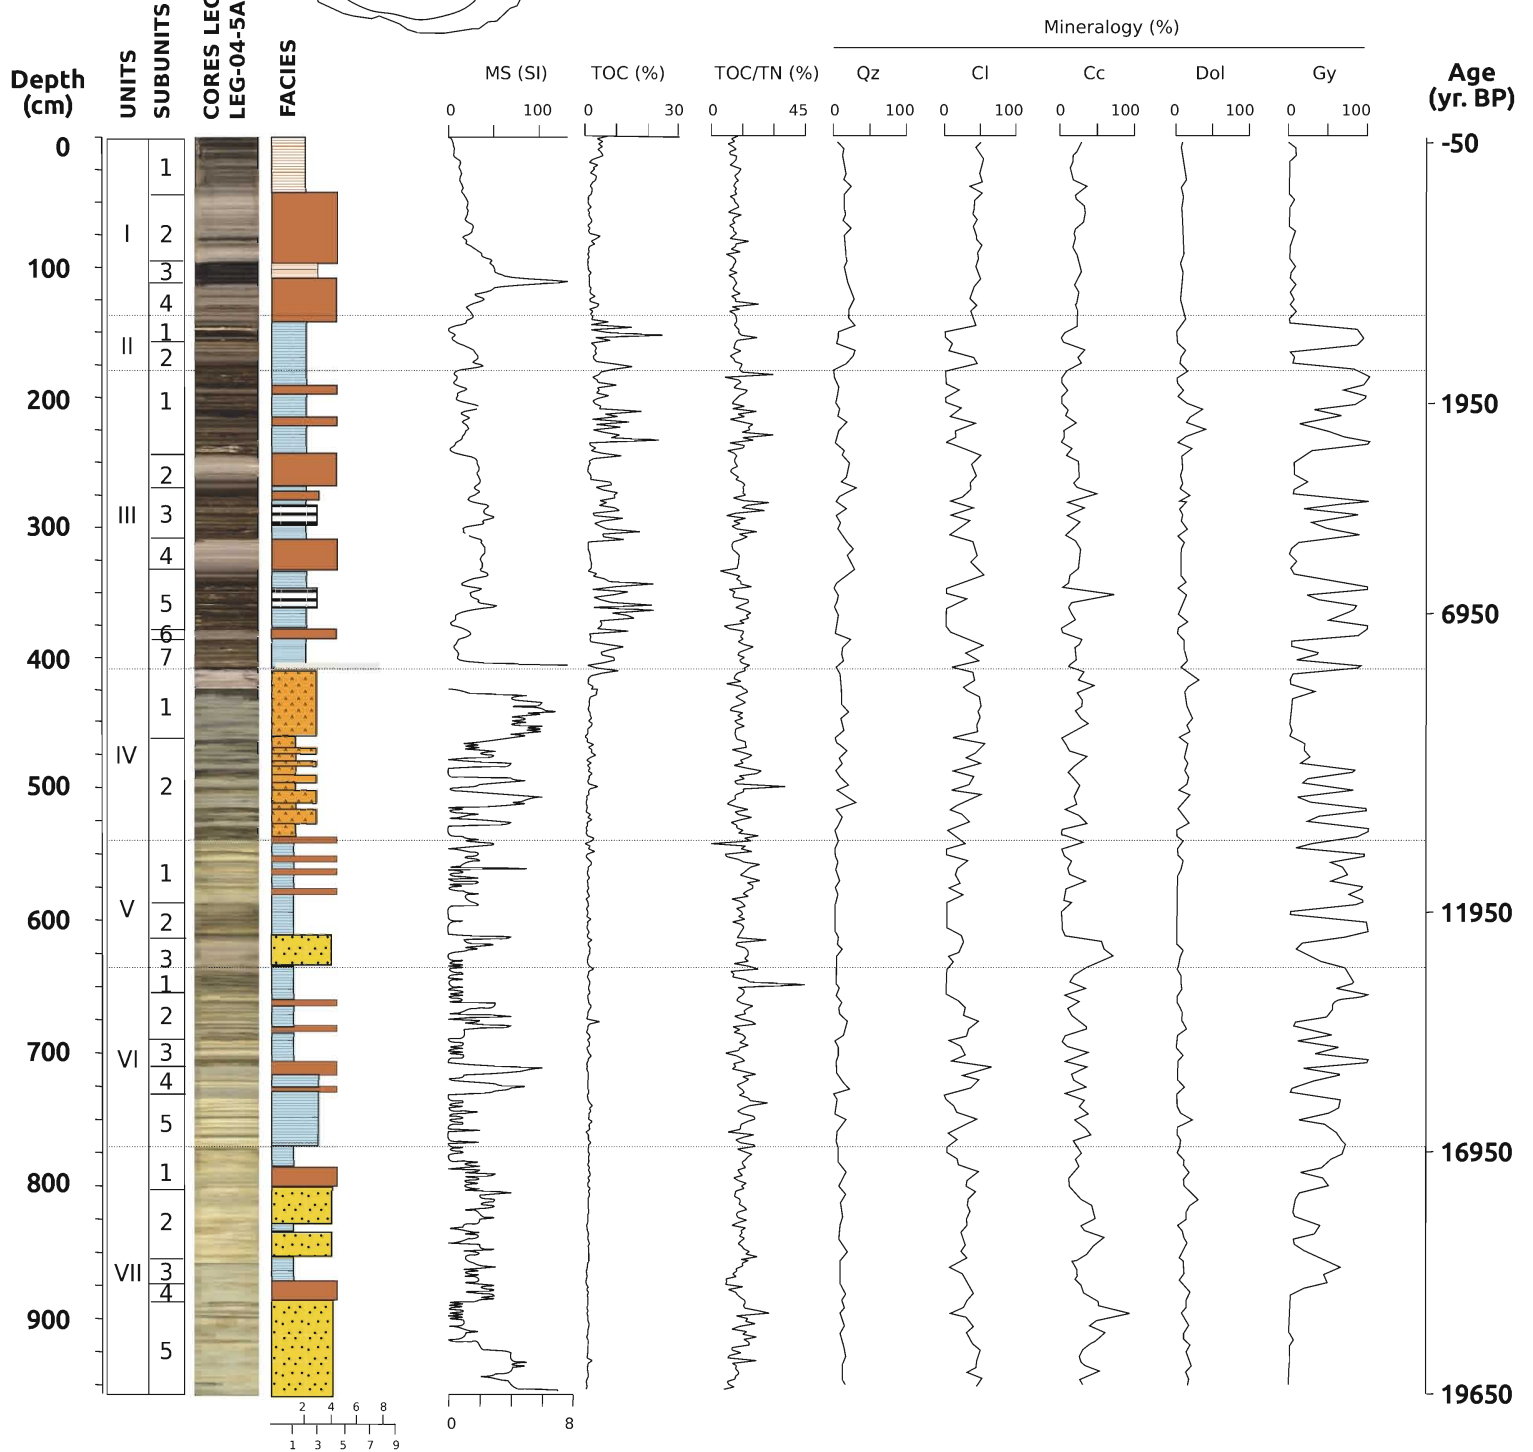 Mineralogy (%)
Depth (cm)
UNITS
SUBUNITS
CORES LEG-04-5A
FACIES
MS (SI)
TOC (%)
TOC/TN (%)
Qz
Cl
Cc
Dol
Gy
Age (yr. BP)
0 100
0 30
0 45
0 100
0 100
0 100
0 100
0 100
0
100
200
300
400
500
600
700
800
900
I
1
2
3
4
II
1
2
III
1
2
3
4
5
6
7
IV
1
2
V
1
2
3
VI
1
2
3
4
5
VII
1
2
3
4
5
-50
1950
6950
11950
16950
19650
2 4 6 8
1 3 5 7 9
0 8